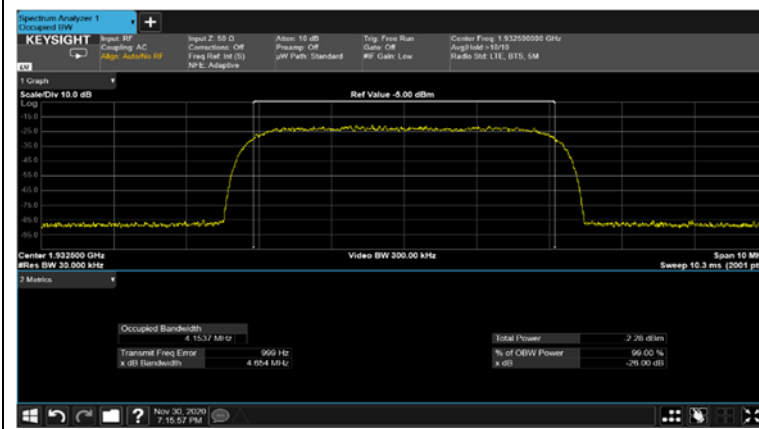 Spectrum Analyzer 1
Occupied BW
+
KEYSIGHT
Input: RF
Coupling: AC
Align: Auto/No RF
Input Z: 50 Ω
Corrections: Off
Freq Ref: Int (S)
NFE: Adaptive
Atten: 10 dB
Preamp: Off
µW Path: Standard
Trig: Free Run
Gate: Off
#IF Gain: Low
Center Freq: 1.932500000 GHz
Avg|Hold:>10/10
Radio Std: LTE, BTS, 5M
1 Graph
Scale/Div 10.0 dB
Ref Value -5.00 dBm
Log
-15.0
-25.0
-35.0
-45.0
-55.0
-65.0
-75.0
-85.0
-95.0
Center 1.932500 GHz
#Res BW 30.000 kHz
Video BW 300.00 kHz
Span 10 MH
Sweep 10.3 ms (2001 pt
2 Metrics
Occupied Bandwidth
4.1537 MHz
Transmit Freq Error 999 Hz
x dB Bandwidth 4.654 MHz
Total Power -2.28 dBm
% of OBW Power 99.00 %
x dB -26.00 dB
?
Nov 30, 2020
7:15:57 PM